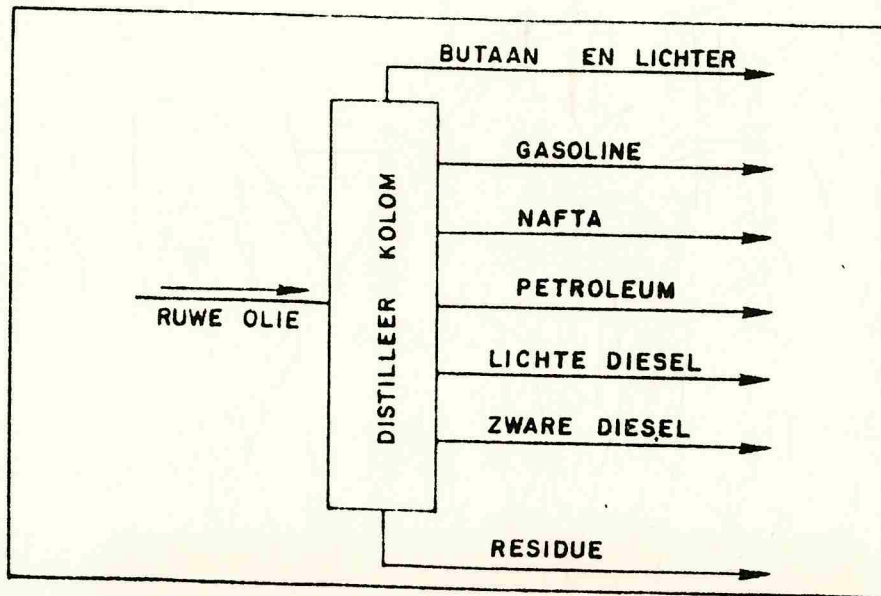 BUTAAN EN LICHTER
GASOLINE
NAFTA
DISTILLEER KOLOM
PETROLEUM
RUWE OLIE
LICHTE DIESEL
ZWARE DIESEL
RESIDUE